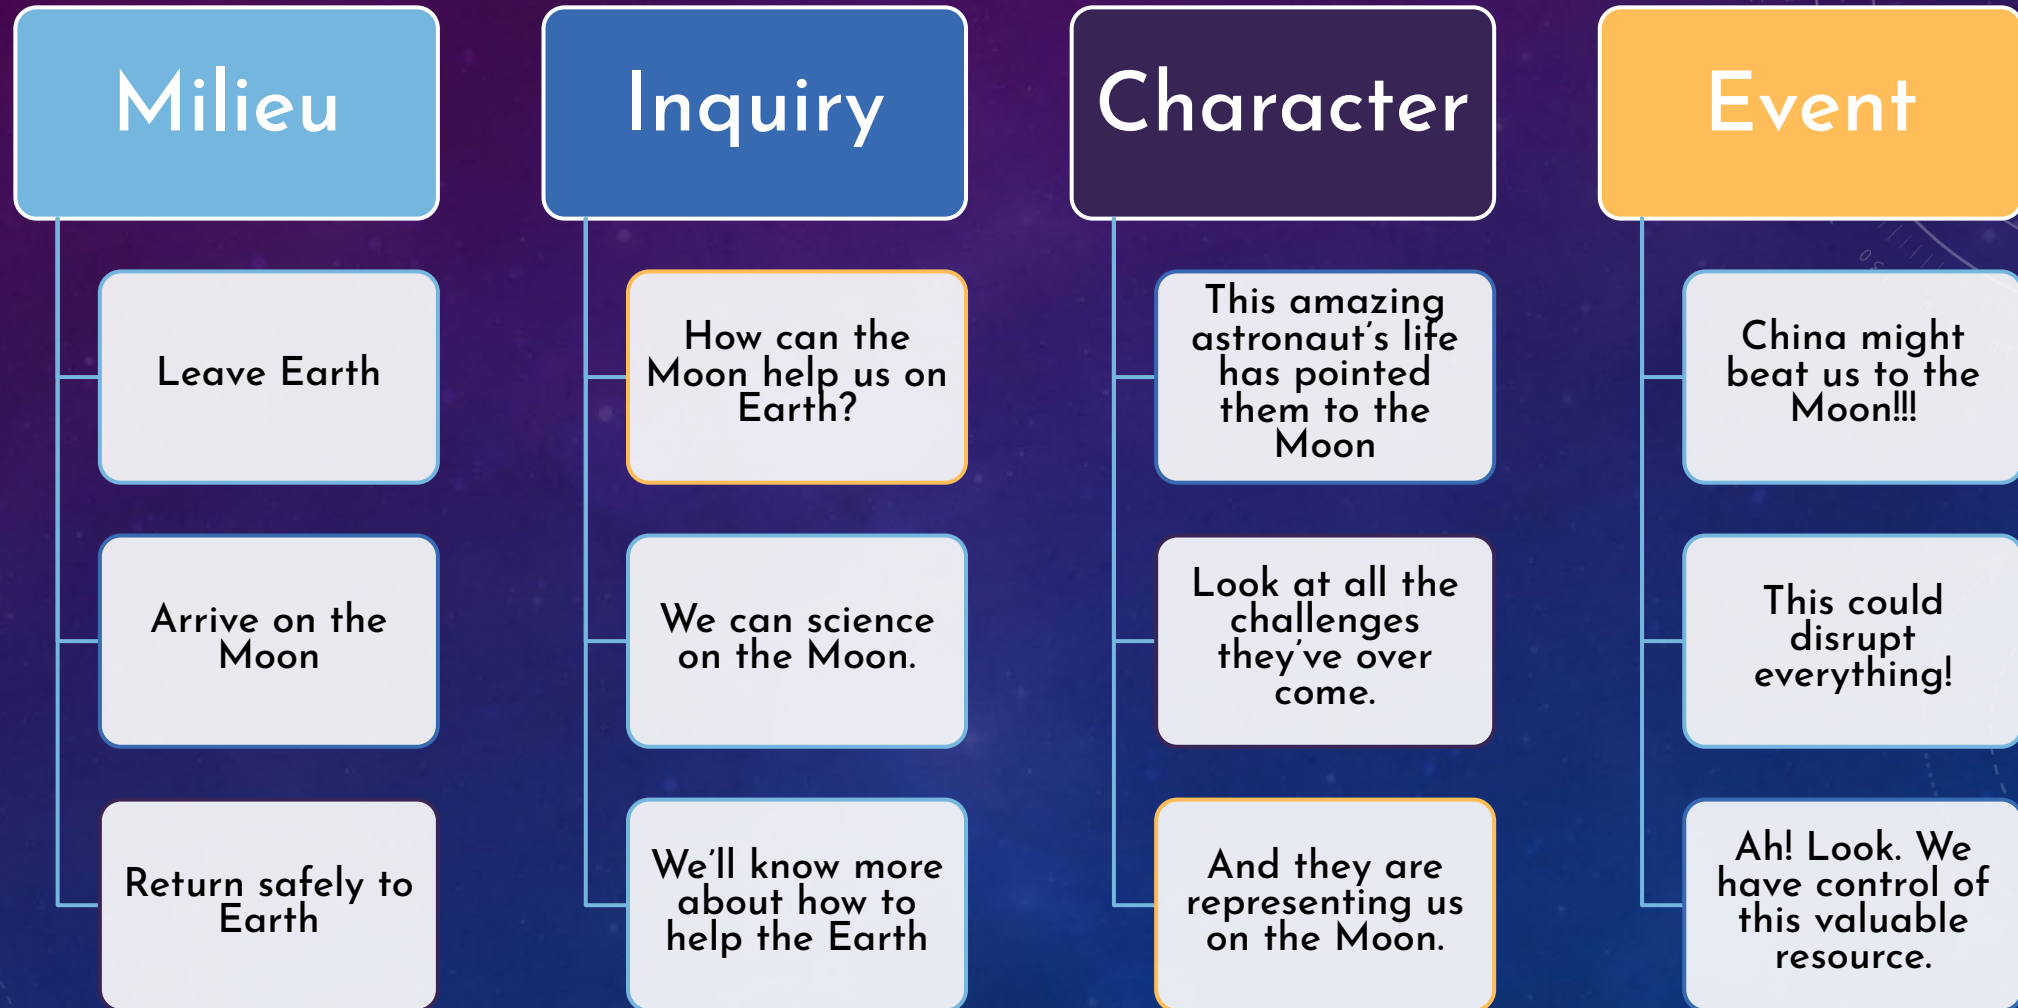 Milieu
Leave Earth
Arrive on the
Moon
Return safely to
Earth
Inquiry
How can the
Moon help us on
Earth?
We can science
on the Moon.
We'll know more
about how to
help the Earth
Character
This amazing
astronaut's life
has pointed
them to the
Moon
Look at all the
challenges
they've over
come.
And they are
representing us
on the Moon.
Event
China might
beat us to the
Moon!!!
This could
disrupt
everything!
Ah! Look. We
have control of
this valuable
resource.